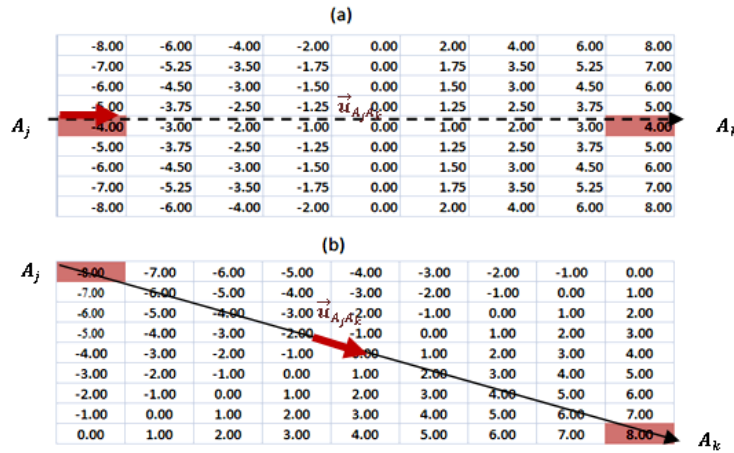 (a)
-8.00 -6.00 -4.00 -2.00 0.00 2.00 4.00 6.00 8.00
-7.00 -5.25 -3.50 -1.75 0.00 1.75 3.50 5.25 7.00
-6.00 -4.50 -3.00 -1.50 0.00 1.50 3.00 4.50 6.00
-5.00 -3.75 -2.50 -1.25 0.00 1.25 2.50 3.75 5.00
A_j -4.00 -3.00 -2.00 -1.00 0.00 1.00 2.00 3.00 4.00
-5.00 -3.75 -2.50 -1.25 0.00 1.25 2.50 3.75 5.00
-6.00 -4.50 -3.00 -1.50 0.00 1.50 3.00 4.50 6.00
-7.00 -5.25 -3.50 -1.75 0.00 1.75 3.50 5.25 7.00
-8.00 -6.00 -4.00 -2.00 0.00 2.00 4.00 6.00 8.00
(b)
A_j -8.00 -7.00 -6.00 -5.00 -4.00 -3.00 -2.00 -1.00 0.00
-7.00 -6.00 -5.00 -4.00 -3.00 -2.00 -1.00 0.00 1.00
-6.00 -5.00 -4.00 -3.00 -2.00 -1.00 0.00 1.00 2.00
-5.00 -4.00 -3.00 -2.00 -1.00 0.00 1.00 2.00 3.00
-4.00 -3.00 -2.00 -1.00 0.00 1.00 2.00 3.00 4.00
-3.00 -2.00 -1.00 0.00 1.00 2.00 3.00 4.00 5.00
-2.00 -1.00 0.00 1.00 2.00 3.00 4.00 5.00 6.00
-1.00 0.00 1.00 2.00 3.00 4.00 5.00 6.00 7.00
0.00 1.00 2.00 3.00 4.00 5.00 6.00 7.00 8.00
A_k